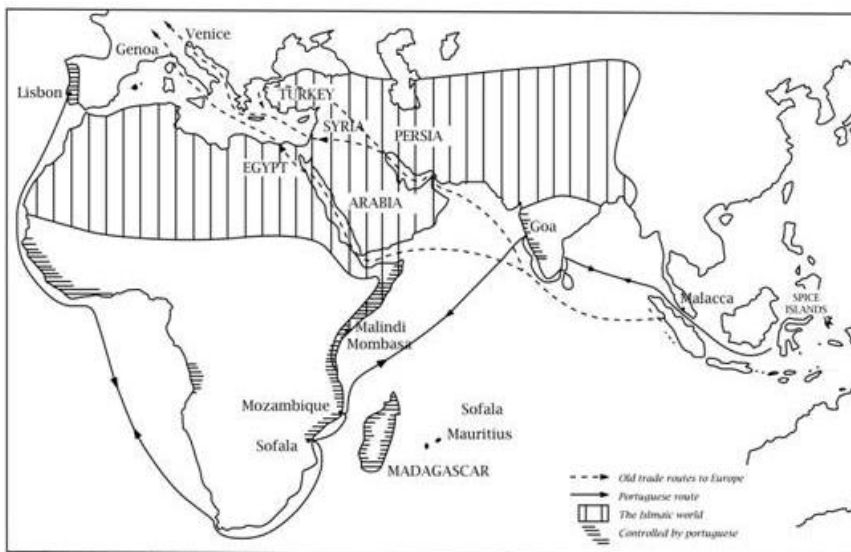 Venice
Genoa
Lisbon
TURKEY
SYRIA
PERSIA
EGYPT
ARABIA
Goa
Malacca
SPICE
ISLANDS
Malindi
Mombasa
Mozambique
Sofala
Sofala
Mauritius
MADAGASCAR
Old trade routes to Europe
Portuguese route
The Islmaic world
Controlled by portuguese